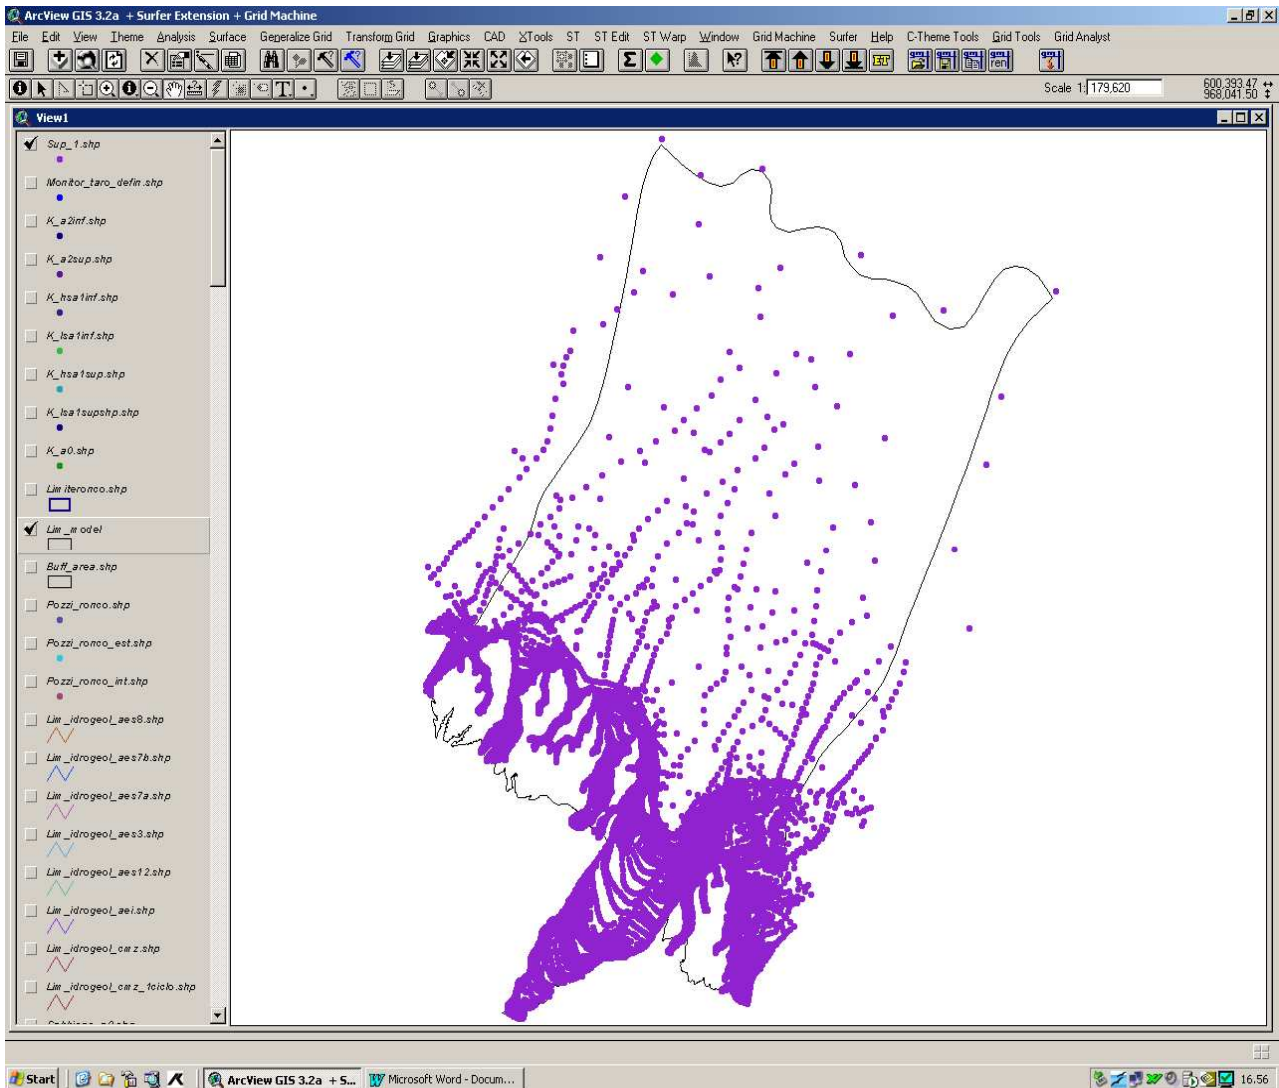 ArcView GIS 3.2a + Surfer Extension + Grid Machine
File Edit View Theme Analysis Surface Generalize Grid Transform Grid Graphics CAD XTools ST ST Edit ST Warp Window Grid Machine Surfer Help C-Theme Tools Grid Tools Grid Analyst
Scale 1: 179,620
600,393.47
968,041.50
View1
Sup_1.shp
Monitor_taro_defin.shp
K_a2inf.shp
K_a2sup.shp
K_hsa1inf.shp
K_lsa1inf.shp
K_hsa1sup.shp
K_lsa1supshp.shp
K_a0.shp
Limiteronco.shp
Lim_model
Buff_area.shp
Pozzi_ronco.shp
Pozzi_ronco_est.shp
Pozzi_ronco_int.shp
Lim_idrogeol_aes8.shp
Lim_idrogeol_aes7b.shp
Lim_idrogeol_aes7a.shp
Lim_idrogeol_aes3.shp
Lim_idrogeol_aes12.shp
Lim_idrogeol_aei.shp
Lim_idrogeol_cmz.shp
Lim_idrogeol_cmz_1ciclo.shp
Start ArcView GIS 3.2a + S... Microsoft Word - Docum... 16.56